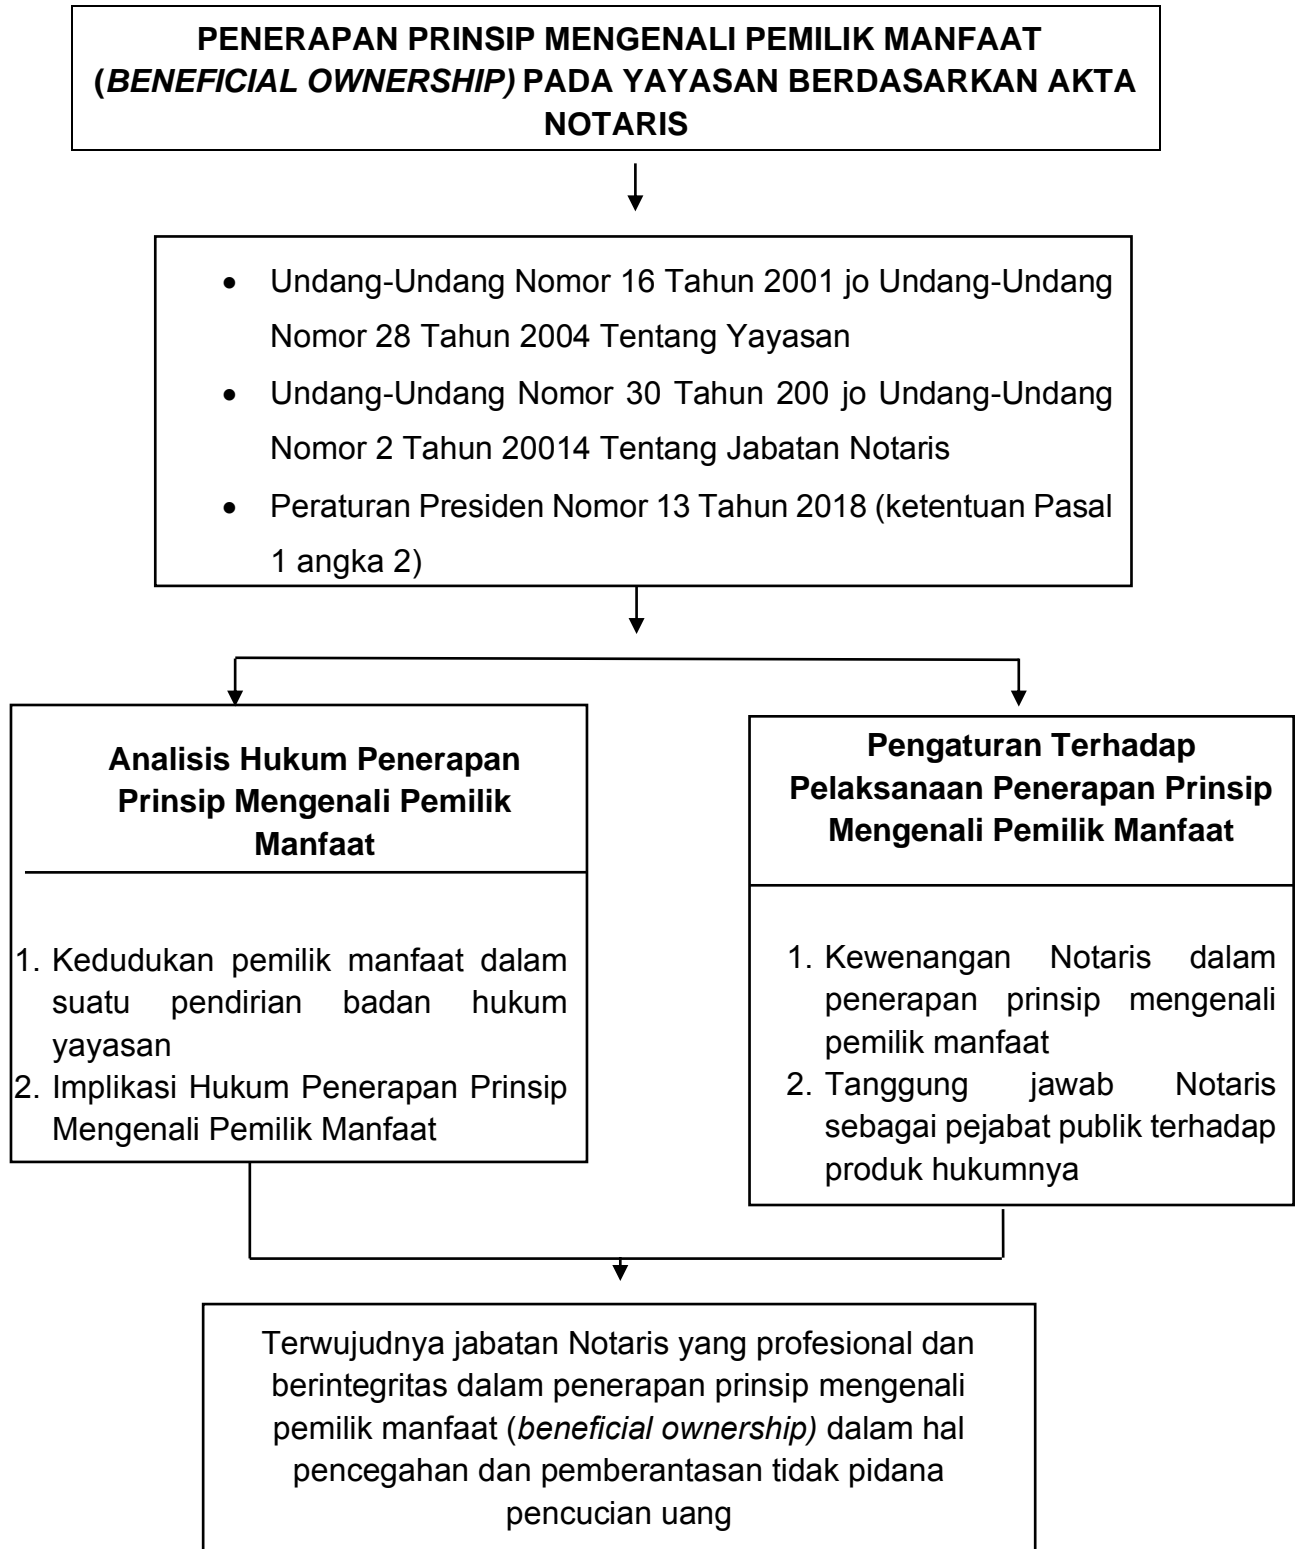 PENERAPAN PRINSIP MENGENALI PEMILIK MANFAAT
(BENEFICIAL OWNERSHIP) PADA YAYASAN BERDASARKAN AKTA
NOTARIS
• Undang-Undang Nomor 16 Tahun 2001 jo Undang-Undang
Nomor 28 Tahun 2004 Tentang Yayasan
• Undang-Undang Nomor 30 Tahun 200 jo Undang-Undang
Nomor 2 Tahun 20014 Tentang Jabatan Notaris
• Peraturan Presiden Nomor 13 Tahun 2018 (ketentuan Pasal
1 angka 2)
Analisis Hukum Penerapan
Prinsip Mengenali Pemilik
Manfaat
1. Kedudukan pemilik manfaat dalam
suatu pendirian badan hukum
yayasan
2. Implikasi Hukum Penerapan Prinsip
Mengenali Pemilik Manfaat
Pengaturan Terhadap
Pelaksanaan Penerapan Prinsip
Mengenali Pemilik Manfaat
1. Kewenangan Notaris dalam
penerapan prinsip mengenali
pemilik manfaat
2. Tanggung jawab Notaris
sebagai pejabat publik terhadap
produk hukumnya
Terwujudnya jabatan Notaris yang profesional dan
berintegritas dalam penerapan prinsip mengenali
pemilik manfaat (beneficial ownership) dalam hal
pencegahan dan pemberantasan tidak pidana
pencucian uang